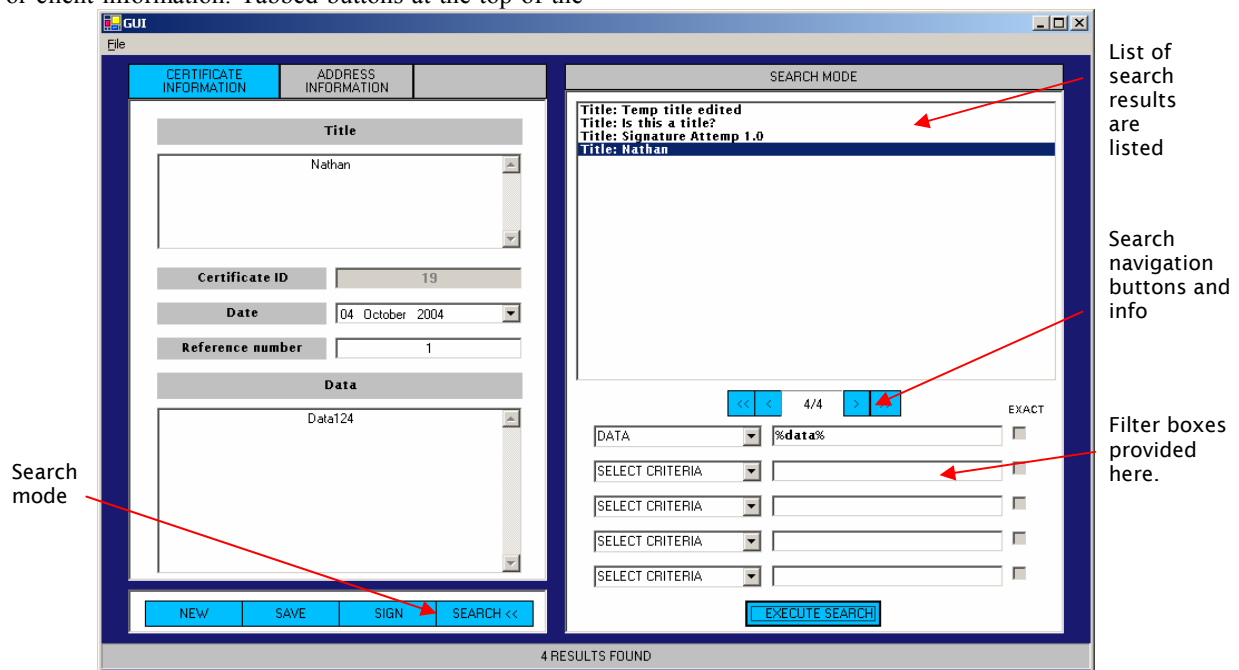 or client information. Tabbed buttons at the top of the
GUI
File
CERTIFICATE
INFORMATION
ADDRESS
INFORMATION
Title
Nathan
Certificate ID
19
Date
04 October 2004
Reference number
1
Data
Data124
NEW
SAVE
SIGN
SEARCH <<
SEARCH MODE
Title: Temp title edited
Title: Is this a title?
Title: Signature Attemp 1.0
Title: Nathan
<< < 4/4 >
EXACT
DATA
%data%
SELECT CRITERIA
SELECT CRITERIA
SELECT CRITERIA
SELECT CRITERIA
EXECUTE SEARCH
4 RESULTS FOUND
List of
search
results
are
listed
Search
navigation
buttons and
info
Filter boxes
provided
here.
Search
mode